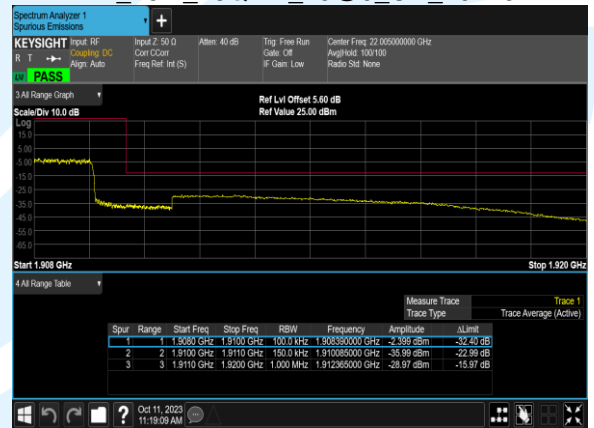 Spectrum Analyzer 1
Spurious Emissions
+
KEYSIGHT Input: RF Input Z: 50 Ω Atten: 40 dB Trig: Free Run Center Freq: 22.005000000 GHz
R T Coupling: DC Corr CCorr Gate: Off Avg|Hold: 100/100
Align: Auto Freq Ref: Int (S) IF Gain: Low Radio Std: None
PASS
3 All Range Graph
Ref Lvl Offset 5.60 dB
Scale/Div 10.0 dB Ref Value 25.00 dBm
Log
15.0
5.00
-5.00
-15.0
-25.0
-35.0
-45.0
-55.0
-65.0
Start 1.908 GHz Stop 1.920 GHz
4 All Range Table
Measure Trace Trace 1
Trace Type Trace Average (Active)
Spur Range Start Freq Stop Freq RBW Frequency Amplitude ΔLimit
1 1 1.9080 GHz 1.9100 GHz 100.0 kHz 1.908390000 GHz -2.399 dBm -32.40 dB
2 2 1.9100 GHz 1.9110 GHz 150.0 kHz 1.910085000 GHz -35.99 dBm -22.99 dB
3 3 1.9110 GHz 1.9200 GHz 1.000 MHz 1.912365000 GHz -28.97 dBm -15.97 dB
? Oct 11, 2023
11:19:09 AM